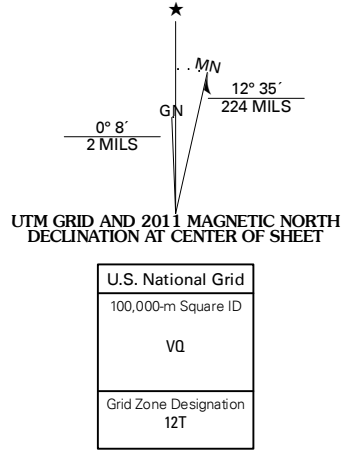 ★
MN
GN
12° 35´
224 MILS
0° 8´
2 MILS
UTM GRID AND 2011 MAGNETIC NORTH
DECLINATION AT CENTER OF SHEET
U.S. National Grid
100,000-m Square ID
VQ
Grid Zone Designation
12T